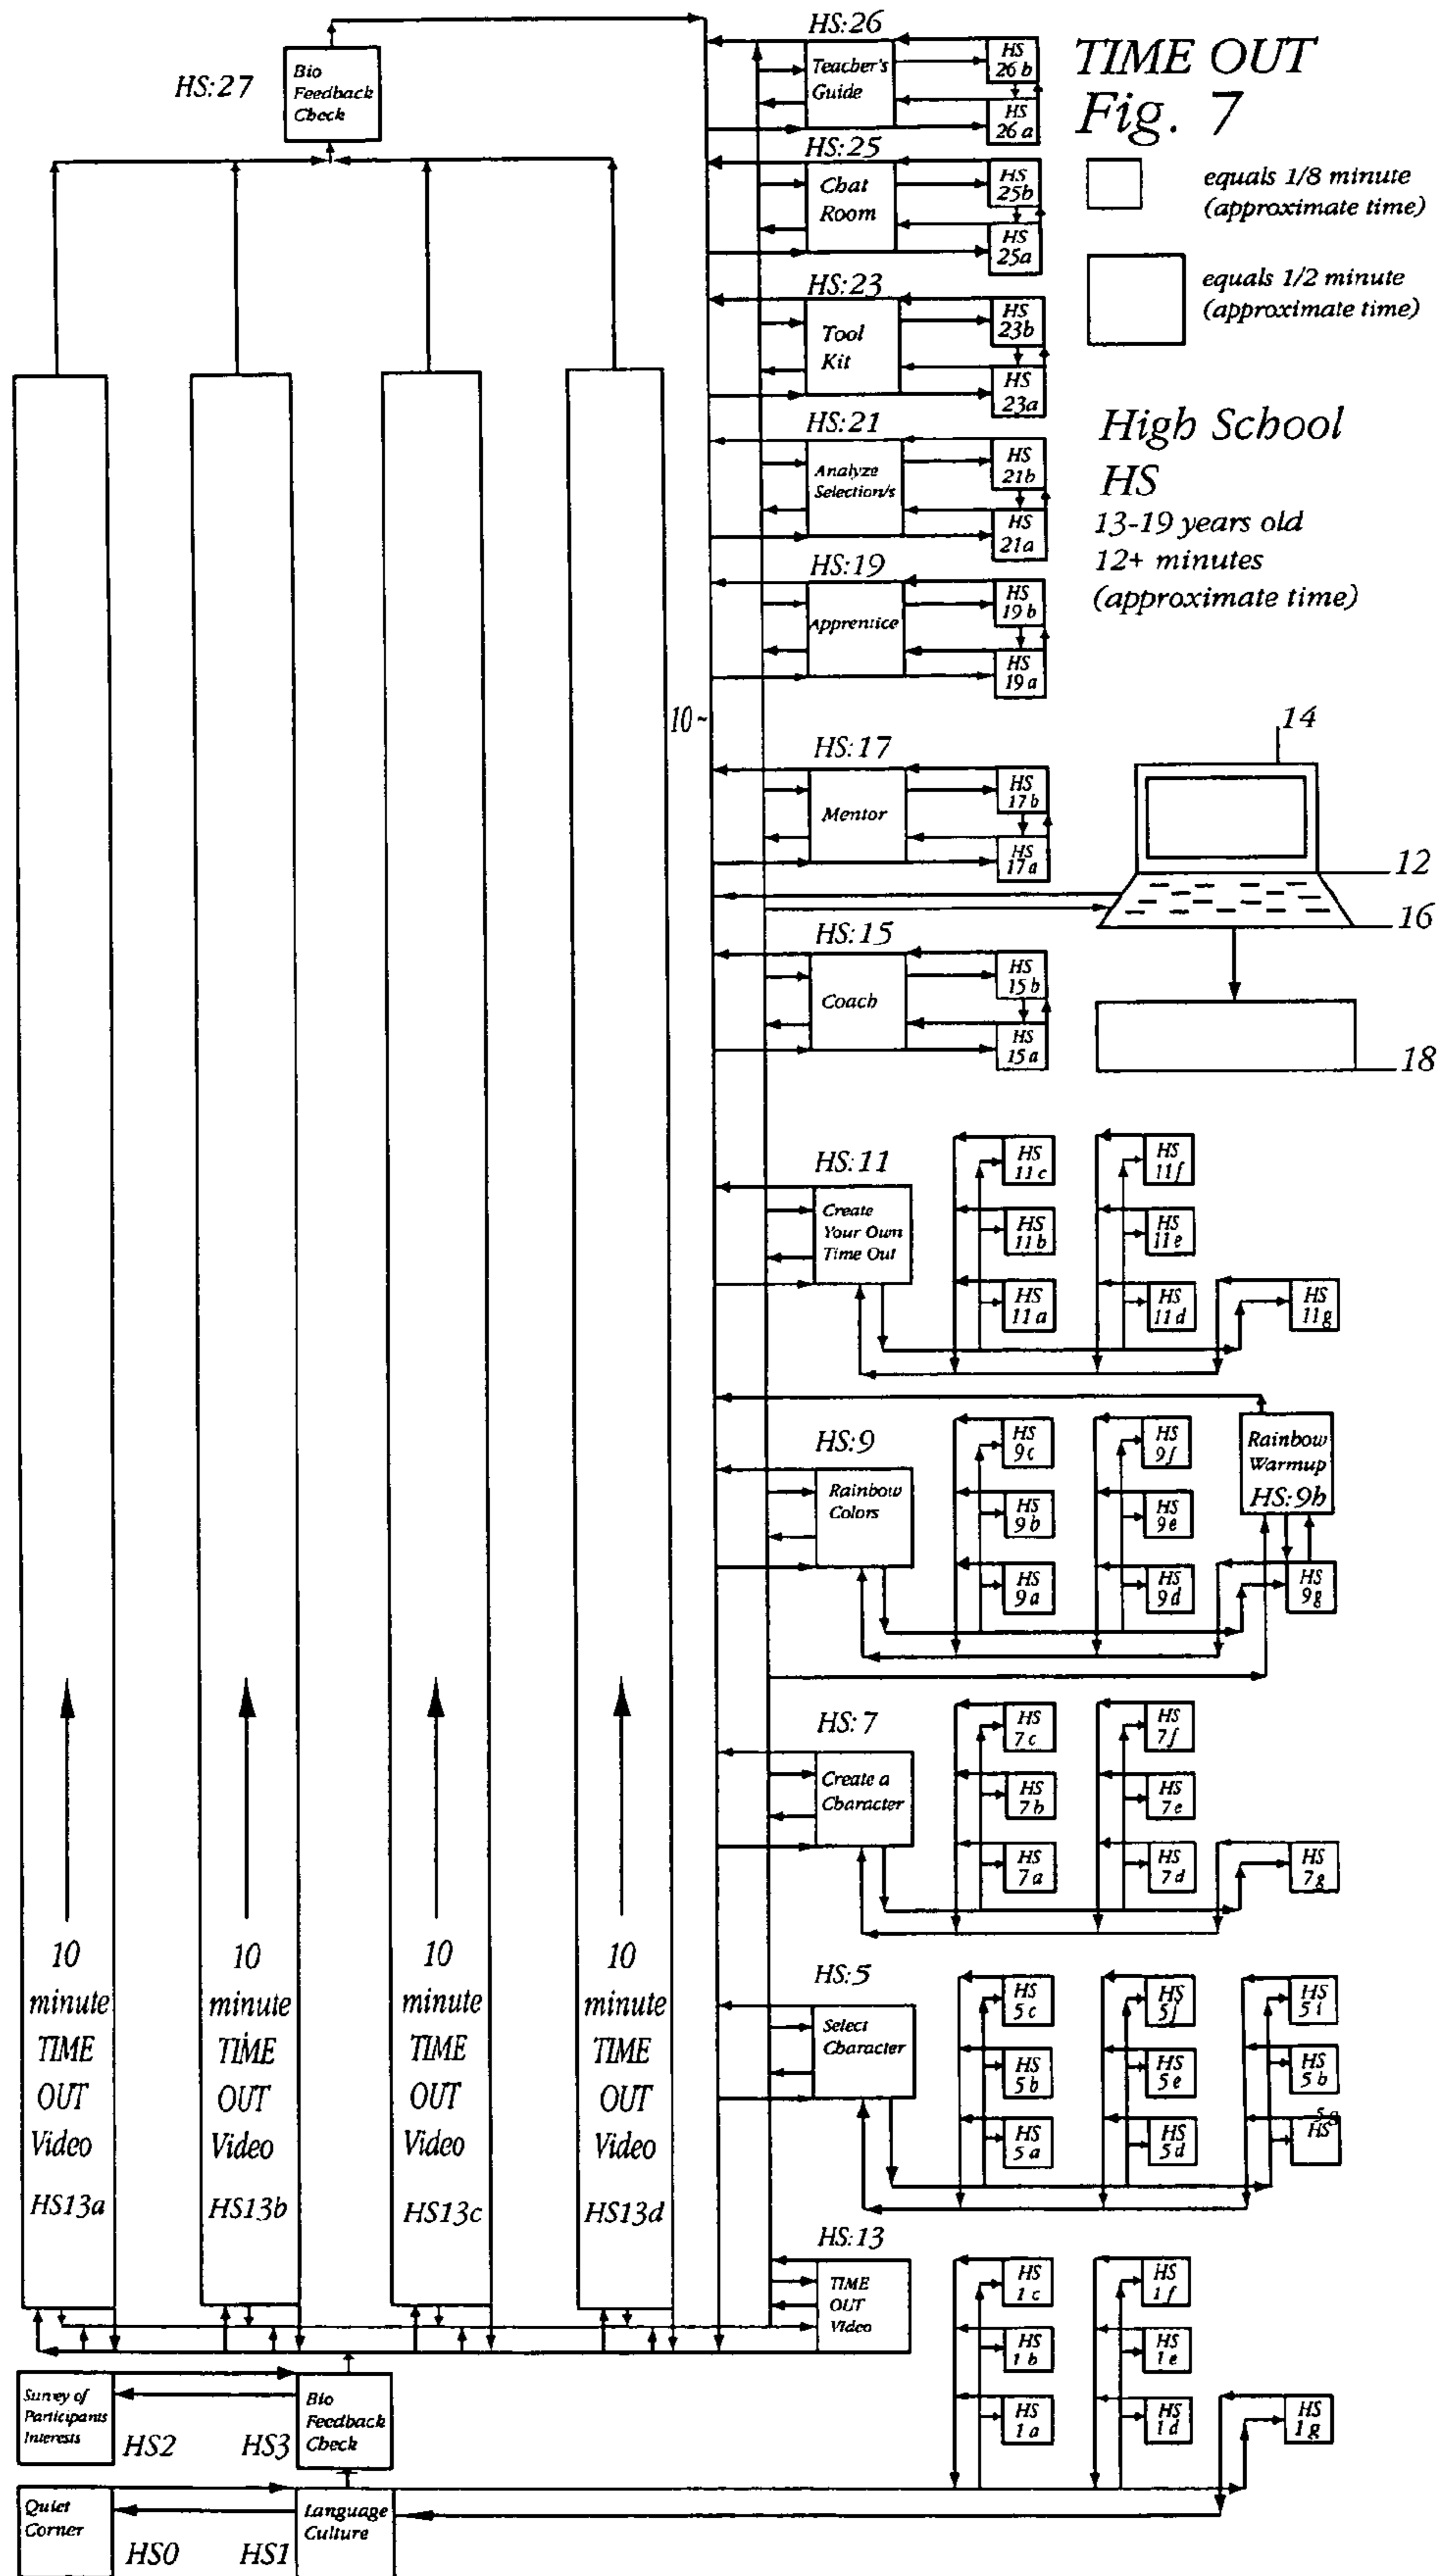 TIME OUT
Fig. 7
equals 1/8 minute
(approximate time)
equals 1/2 minute
(approximate time)
High School
HS
13-19 years old
12+ minutes
(approximate time)
HS:27
Bio
Feedback
Check
HS:26
Teacher's
Guide
HS
26 b
HS
26 a
HS:25
Chat
Room
HS
25b
HS
25a
HS:23
Tool
Kit
HS
23b
HS
23a
HS:21
Analyze
Selection/s
HS
21b
HS
21a
HS:19
Apprentice
HS
19 b
HS
19 a
10~
HS:17
Mentor
HS
17 b
HS
17 a
14
12
16
18
HS:15
Coach
HS
15 b
HS
15 a
HS:11
Create
Your Own
Time Out
HS
11 c
HS
11 b
HS
11 a
HS
11 f
HS
11 e
HS
11 d
HS
11 g
HS:9
Rainbow
Colors
HS
9 c
HS
9 b
HS
9 a
HS
9 f
HS
9 e
HS
9 d
Rainbow
Warmup
HS:9h
HS
9 g
HS:7
Create a
Character
HS
7 c
HS
7 b
HS
7 a
HS
7 f
HS
7 e
HS
7 d
HS
7 g
HS:5
Select
Character
HS
5 c
HS
5 b
HS
5 a
HS
5 f
HS
5 e
HS
5 d
HS
5 i
HS
5 h
5 g
HS
HS:13
TIME
OUT
Video
HS
1 c
HS
1 b
HS
1 a
HS
1 f
HS
1 e
HS
1 d
HS
1 g
10
minute
TIME
OUT
Video
HS13a
10
minute
TIME
OUT
Video
HS13b
10
minute
TIME
OUT
Video
HS13c
10
minute
TIME
OUT
Video
HS13d
Survey of
Participants
Interests
HS2
HS3
Bio
Feedback
Check
Quiet
Corner
HS0
HS1
Language
Culture